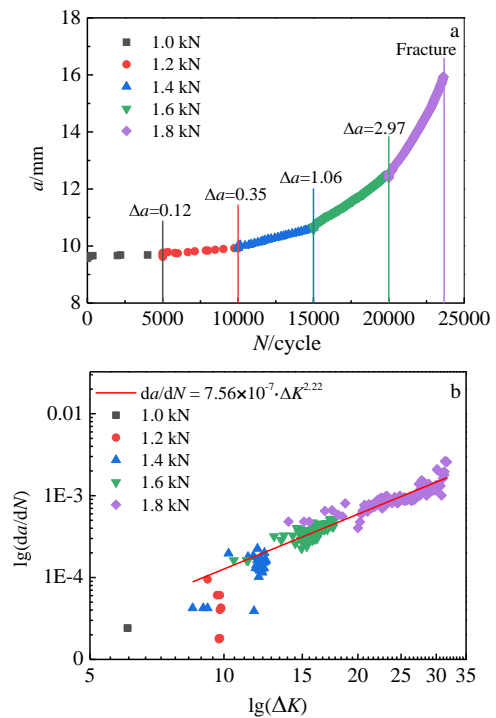 a
Fracture
1.0 kN
1.2 kN
1.4 kN
1.6 kN
1.8 kN
Δa=0.12
Δa=0.35
Δa=1.06
Δa=2.97
18
16
14
12
10
8
a/mm
0 5000 10000 15000 20000 25000
N/cycle
b
da/dN = 7.56×10⁻⁷·ΔK²·²²
1.0 kN
1.2 kN
1.4 kN
1.6 kN
1.8 kN
0.01
1E-3
1E-4
0
lg(da/dN)
5 10 15 20 25 30 35
lg(ΔK)